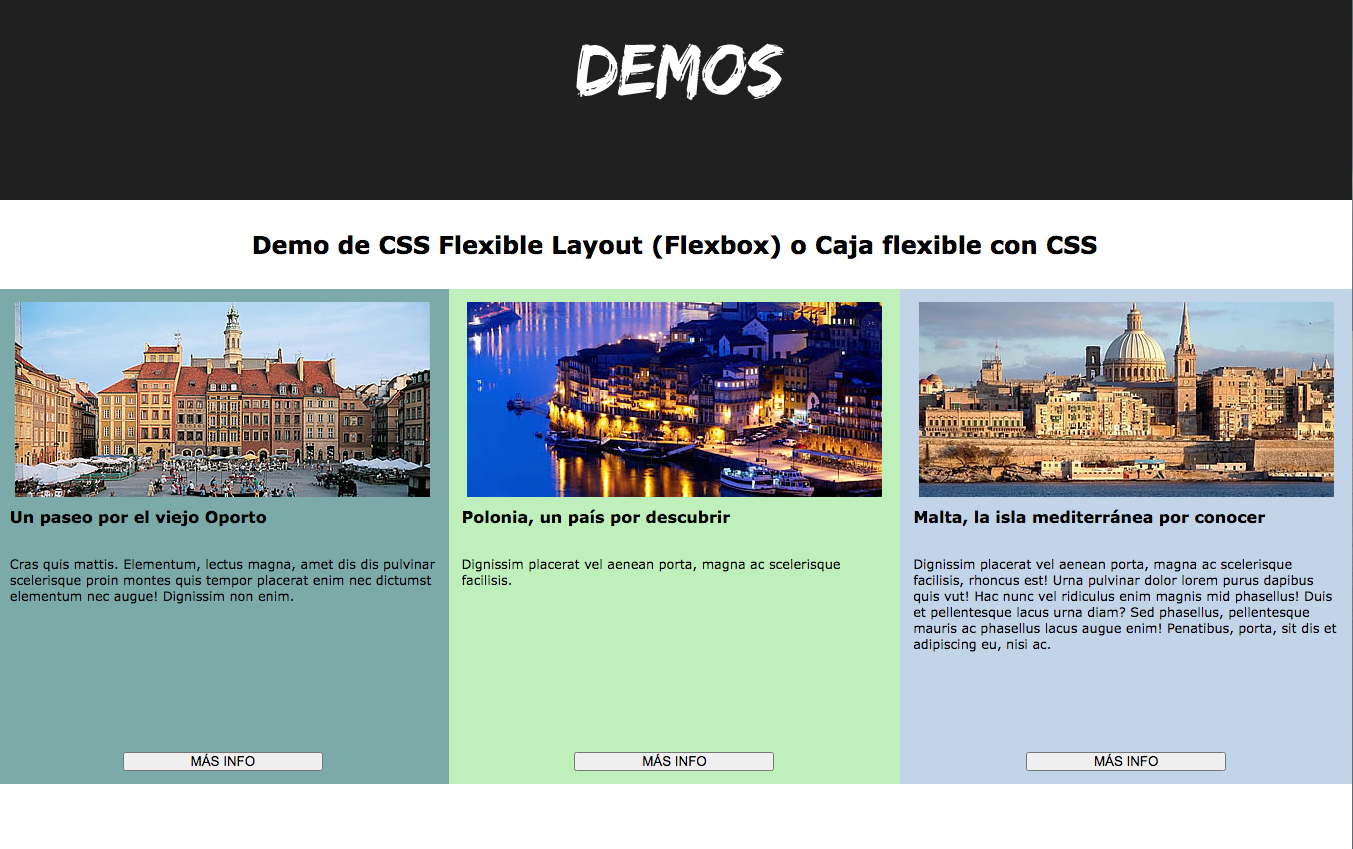 DEMOS
Demo de CSS Flexible Layout (Flexbox) o Caja flexible con CSS
Un paseo por el viejo Oporto
Cras quis mattis. Elementum, lectus magna, amet dis dis pulvinar
scelerisque proin montes quis tempor placerat enim nec dictumst
elementum nec augue! Dignissim non enim.
MÁS INFO
Polonia, un país por descubrir
Dignissim placerat vel aenean porta, magna ac scelerisque
facilisis.
MÁS INFO
Malta, la isla mediterránea por conocer
Dignissim placerat vel aenean porta, magna ac scelerisque
facilisis, rhoncus est! Urna pulvinar dolor lorem purus dapibus
quis vut! Hac nunc vel ridiculus enim magnis mid phasellus! Duis
et pellentesque lacus urna diam? Sed phasellus, pellentesque
mauris ac phasellus lacus augue enim! Penatibus, porta, sit dis et
adipiscing eu, nisi ac.
MÁS INFO